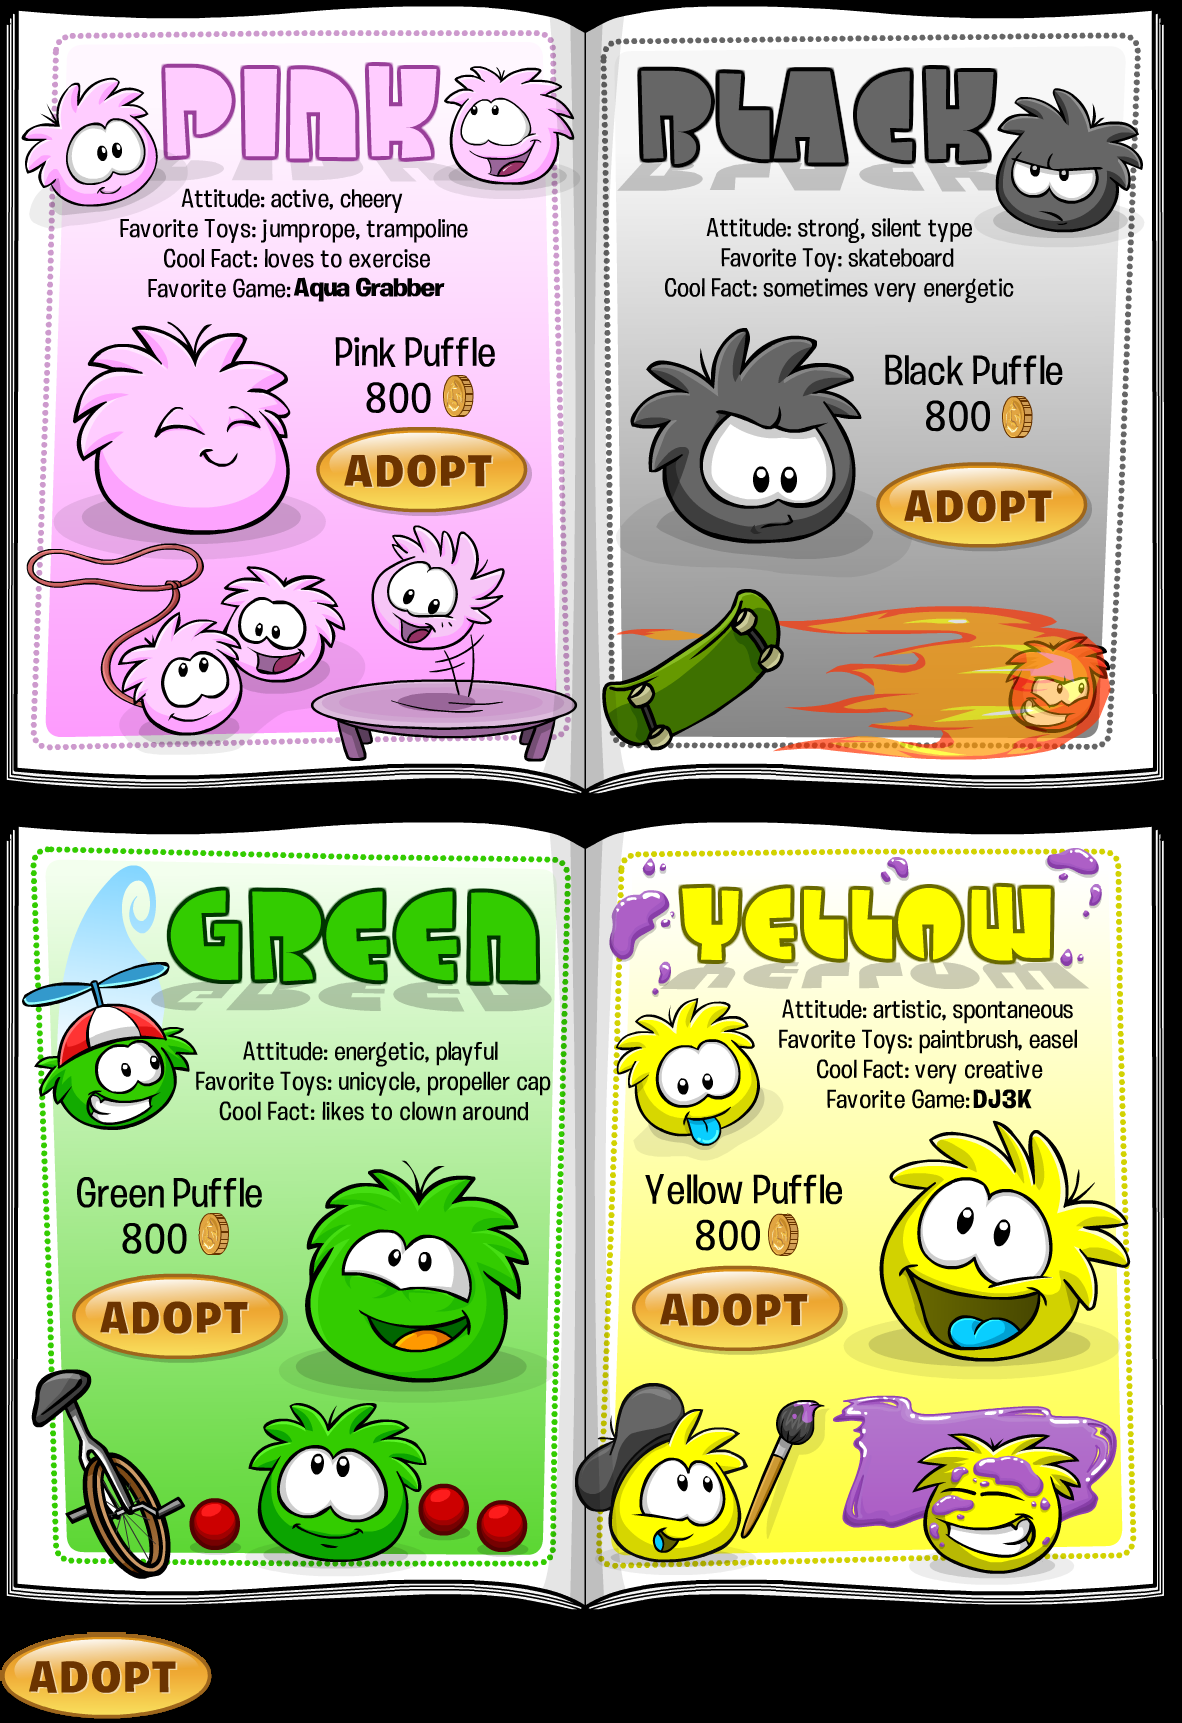 PINK
Attitude: active, cheery
Favorite Toys: jumprope, trampoline
Cool Fact: loves to exercise
Favorite Game: Aqua Grabber
Pink Puffle
800
ADOPT
BLACK
Attitude: strong, silent type
Favorite Toy: skateboard
Cool Fact: sometimes very energetic
Black Puffle
800
ADOPT
GREEN
Attitude: energetic, playful
Favorite Toys: unicycle, propeller cap
Cool Fact: likes to clown around
Green Puffle
800
ADOPT
YELLOW
Attitude: artistic, spontaneous
Favorite Toys: paintbrush, easel
Cool Fact: very creative
Favorite Game: DJ3K
Yellow Puffle
800
ADOPT
ADOPT